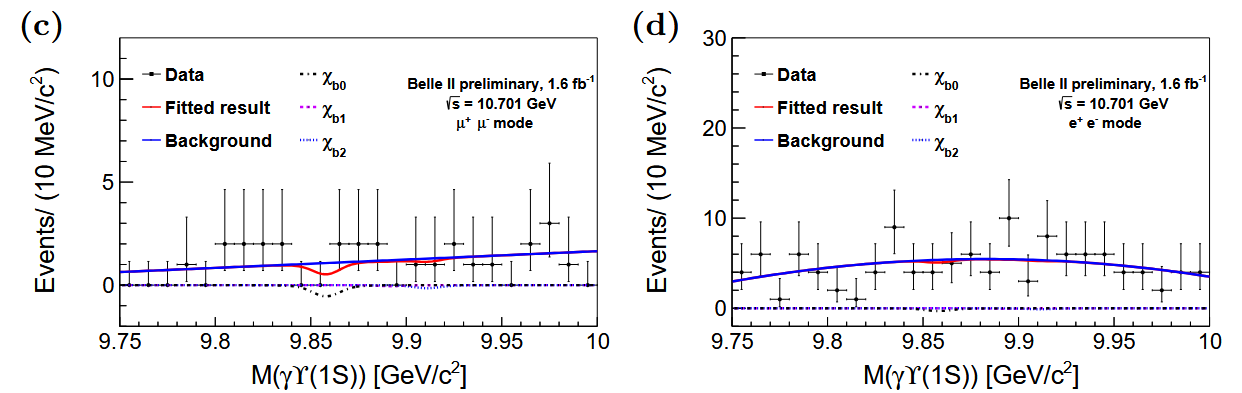 (c)
Events/ (10 MeV/c²)
10
5
0
Data
Fitted result
Background
χb0
χb1
χb2
Belle II preliminary, 1.6 fb⁻¹
√s = 10.701 GeV
μ⁺ μ⁻ mode
9.75 9.8 9.85 9.9 9.95 10
M(γΥ(1S)) [GeV/c²]
(d)
Events/ (10 MeV/c²)
30
20
10
0
Data
Fitted result
Background
χb0
χb1
χb2
Belle II preliminary, 1.6 fb⁻¹
√s = 10.701 GeV
e⁺ e⁻ mode
9.75 9.8 9.85 9.9 9.95 10
M(γΥ(1S)) [GeV/c²]